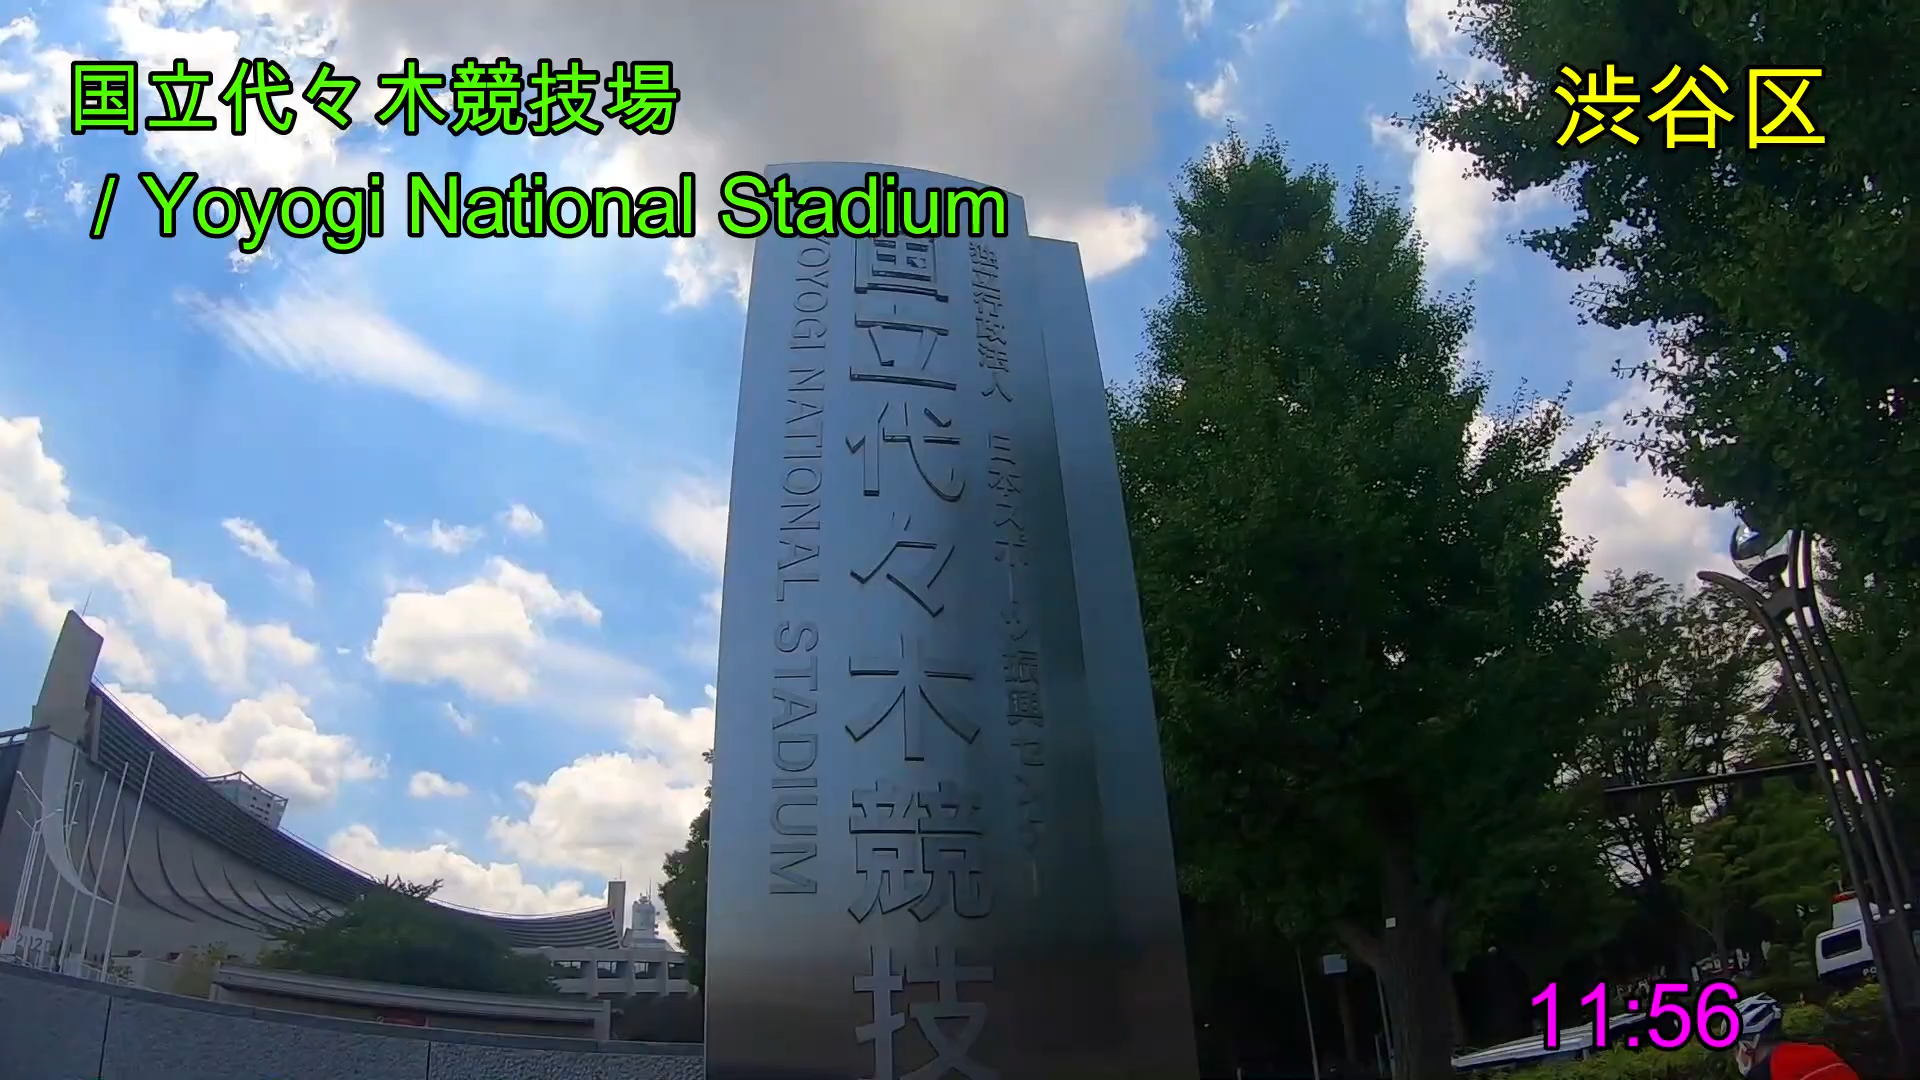 国立代々木競技場
/ Yoyogi National Stadium
渋谷区
独立行政法人 日本スポーツ振興センター
国立代々木競技
YOYOGI NATIONAL STADIUM
11:56